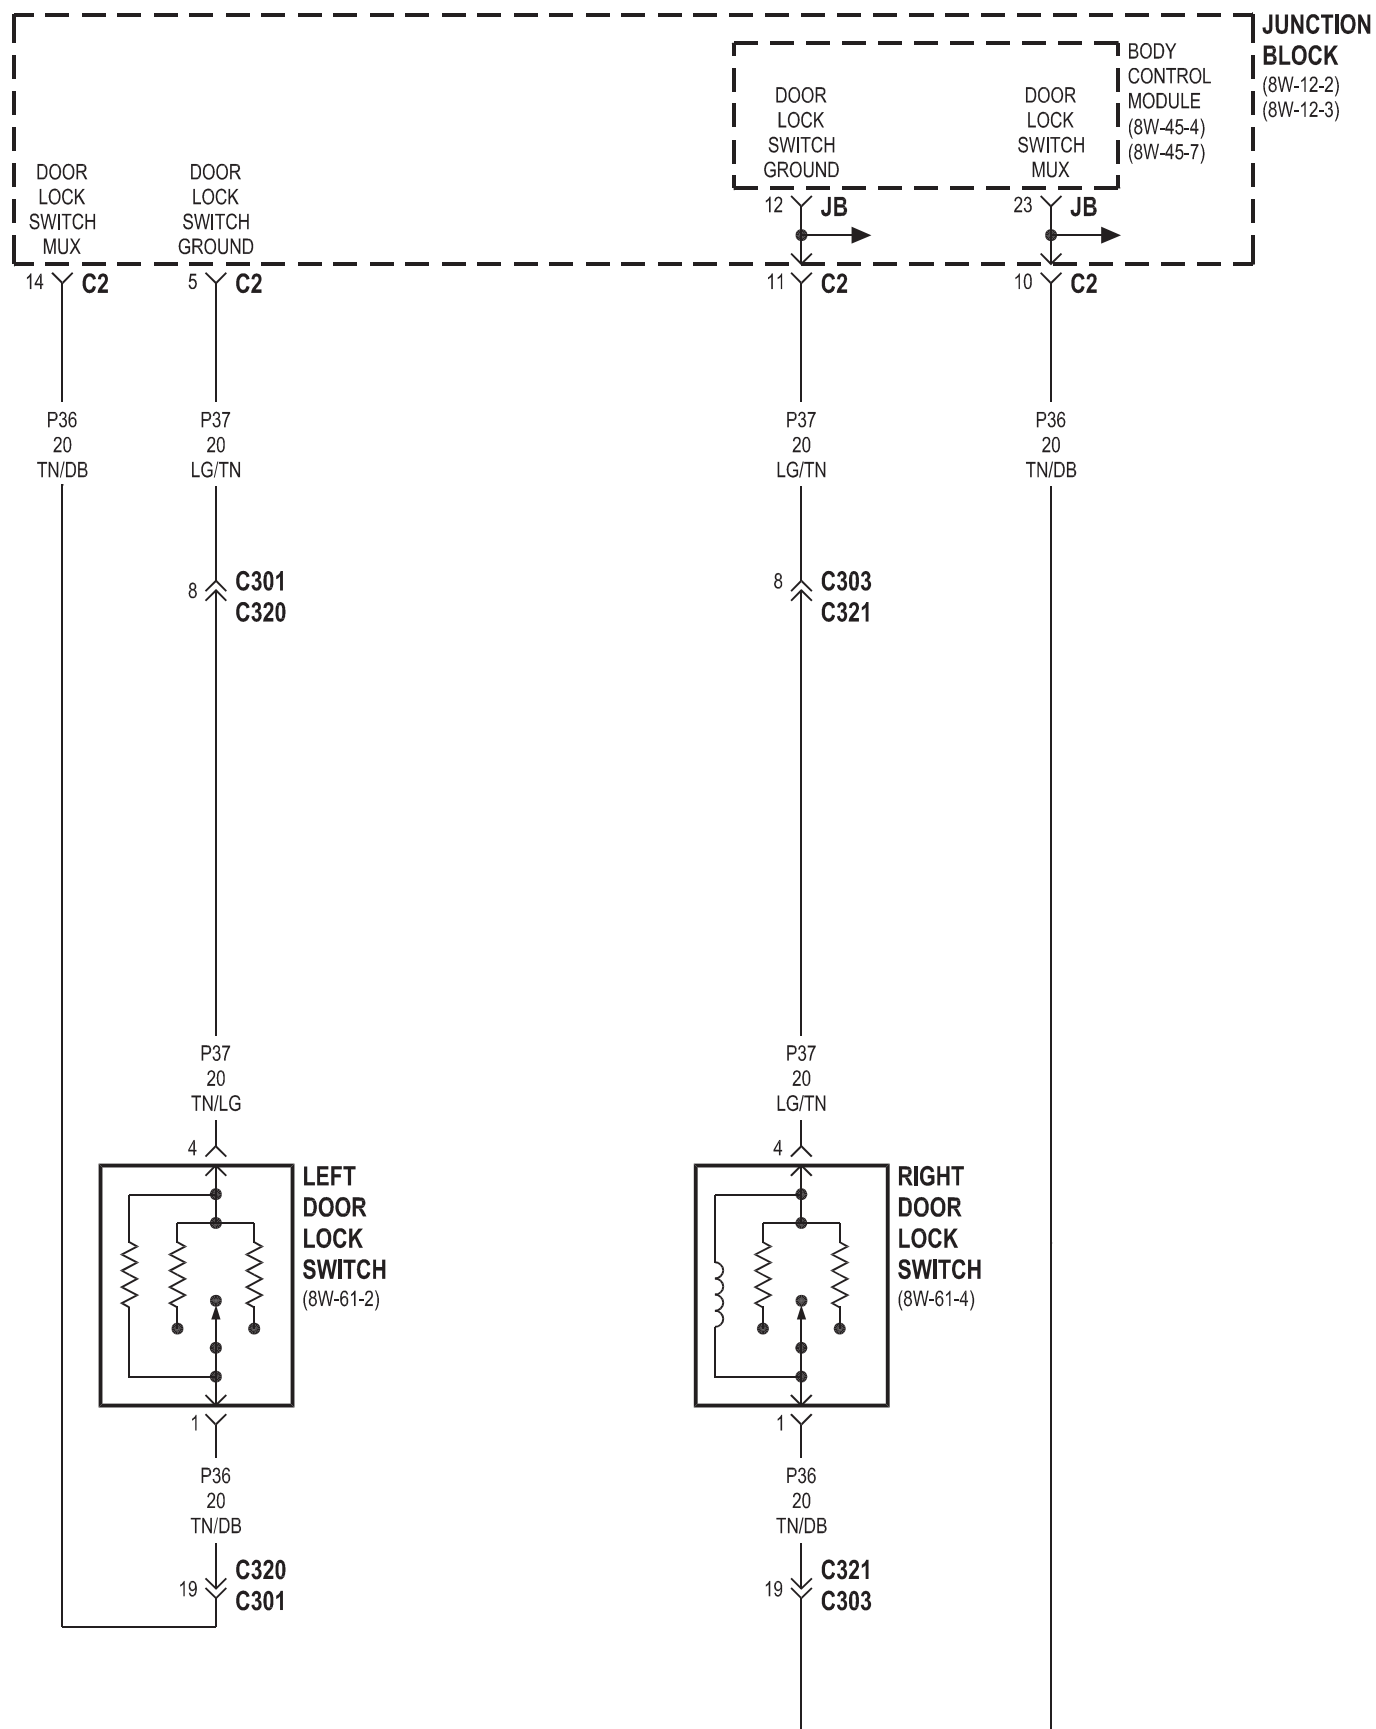 JUNCTION
BLOCK
(8W-12-2)
(8W-12-3)
BODY
CONTROL
MODULE
(8W-45-4)
(8W-45-7)
DOOR
LOCK
SWITCH
GROUND
DOOR
LOCK
SWITCH
MUX
12 JB
23 JB
DOOR
LOCK
SWITCH
MUX
DOOR
LOCK
SWITCH
GROUND
14 C2
5 C2
11 C2
10 C2
P36
20
TN/DB
P37
20
LG/TN
P37
20
LG/TN
P36
20
TN/DB
8 C301
C320
8 C303
C321
P37
20
TN/LG
P37
20
LG/TN
4
LEFT
DOOR
LOCK
SWITCH
(8W-61-2)
4
RIGHT
DOOR
LOCK
SWITCH
(8W-61-4)
1
1
P36
20
TN/DB
P36
20
TN/DB
19 C320
C301
19 C321
C303